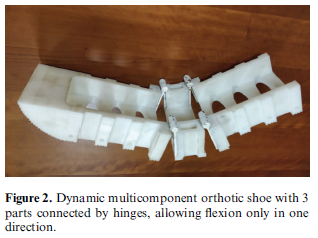 Figure 2. Dynamic multicomponent orthotic shoe with 3
parts connected by hinges, allowing flexion only in one
direction.